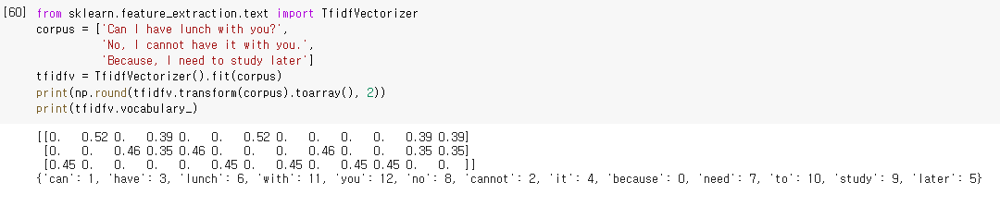 [60] from sklearn.feature_extraction.text import TfidfVectorizer
corpus = ['Can I have lunch with you?',
'No, I cannot have it with you.',
'Because, I need to study later']
tfidfv = TfidfVectorizer().fit(corpus)
print(np.round(tfidfv.transform(corpus).toarray(), 2))
print(tfidfv.vocabulary_)
[[0. 0.52 0. 0.39 0. 0. 0.52 0. 0. 0. 0. 0.39 0.39]
[0. 0. 0.46 0.35 0.46 0. 0. 0. 0.46 0. 0. 0.35 0.35]
[0.45 0. 0. 0. 0. 0.45 0. 0.45 0. 0.45 0.45 0. 0. ]]
{'can': 1, 'have': 3, 'lunch': 6, 'with': 11, 'you': 12, 'no': 8, 'cannot': 2, 'it': 4, 'because': 0, 'need': 7, 'to': 10, 'study': 9, 'later': 5}